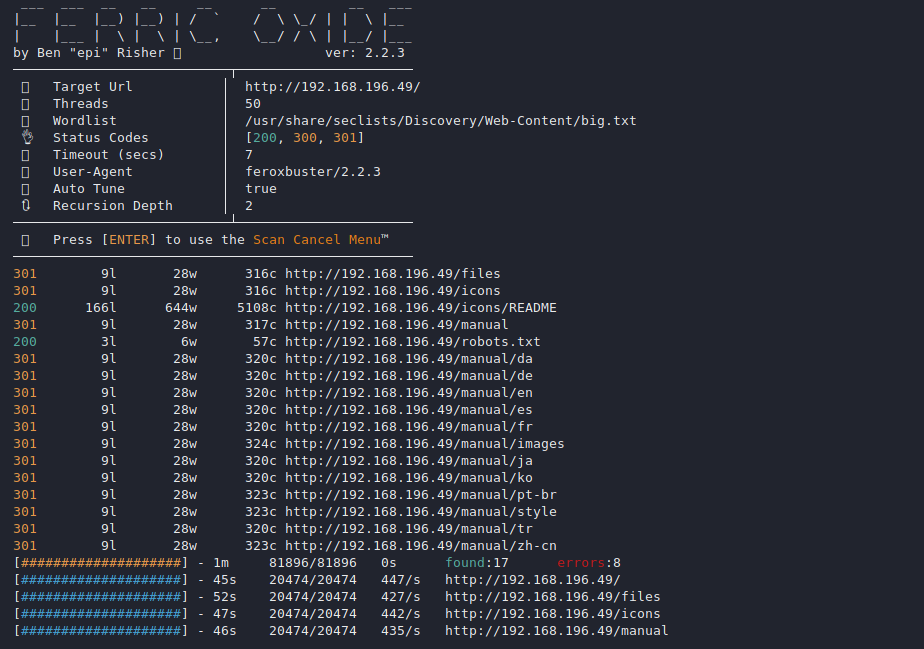 ___  ___  __   __     __      __         __   ___
|__  |__  |__) |__) | /  `    /  \ \_/ | |  \ |__
|    |___ |  \ |  \ | \__,    \__/ / \ | |__/ |___
by Ben "epi" Risher ver: 2.2.3
Target Url │ http://192.168.196.49/
Threads │ 50
Wordlist │ /usr/share/seclists/Discovery/Web-Content/big.txt
👌 Status Codes │ [200, 300, 301]
Timeout (secs) │ 7
User-Agent │ feroxbuster/2.2.3
Auto Tune │ true
🔃 Recursion Depth │ 2
Press [ENTER] to use the Scan Cancel Menu™
301 9l 28w 316c http://192.168.196.49/files
301 9l 28w 316c http://192.168.196.49/icons
200 166l 644w 5108c http://192.168.196.49/icons/README
301 9l 28w 317c http://192.168.196.49/manual
200 3l 6w 57c http://192.168.196.49/robots.txt
301 9l 28w 320c http://192.168.196.49/manual/da
301 9l 28w 320c http://192.168.196.49/manual/de
301 9l 28w 320c http://192.168.196.49/manual/en
301 9l 28w 320c http://192.168.196.49/manual/es
301 9l 28w 320c http://192.168.196.49/manual/fr
301 9l 28w 324c http://192.168.196.49/manual/images
301 9l 28w 320c http://192.168.196.49/manual/ja
301 9l 28w 320c http://192.168.196.49/manual/ko
301 9l 28w 323c http://192.168.196.49/manual/pt-br
301 9l 28w 323c http://192.168.196.49/manual/style
301 9l 28w 320c http://192.168.196.49/manual/tr
301 9l 28w 323c http://192.168.196.49/manual/zh-cn
[####################] - 1m 81896/81896 0s found:17 errors:8
[####################] - 45s 20474/20474 447/s http://192.168.196.49/
[####################] - 52s 20474/20474 427/s http://192.168.196.49/files
[####################] - 47s 20474/20474 442/s http://192.168.196.49/icons
[####################] - 46s 20474/20474 435/s http://192.168.196.49/manual